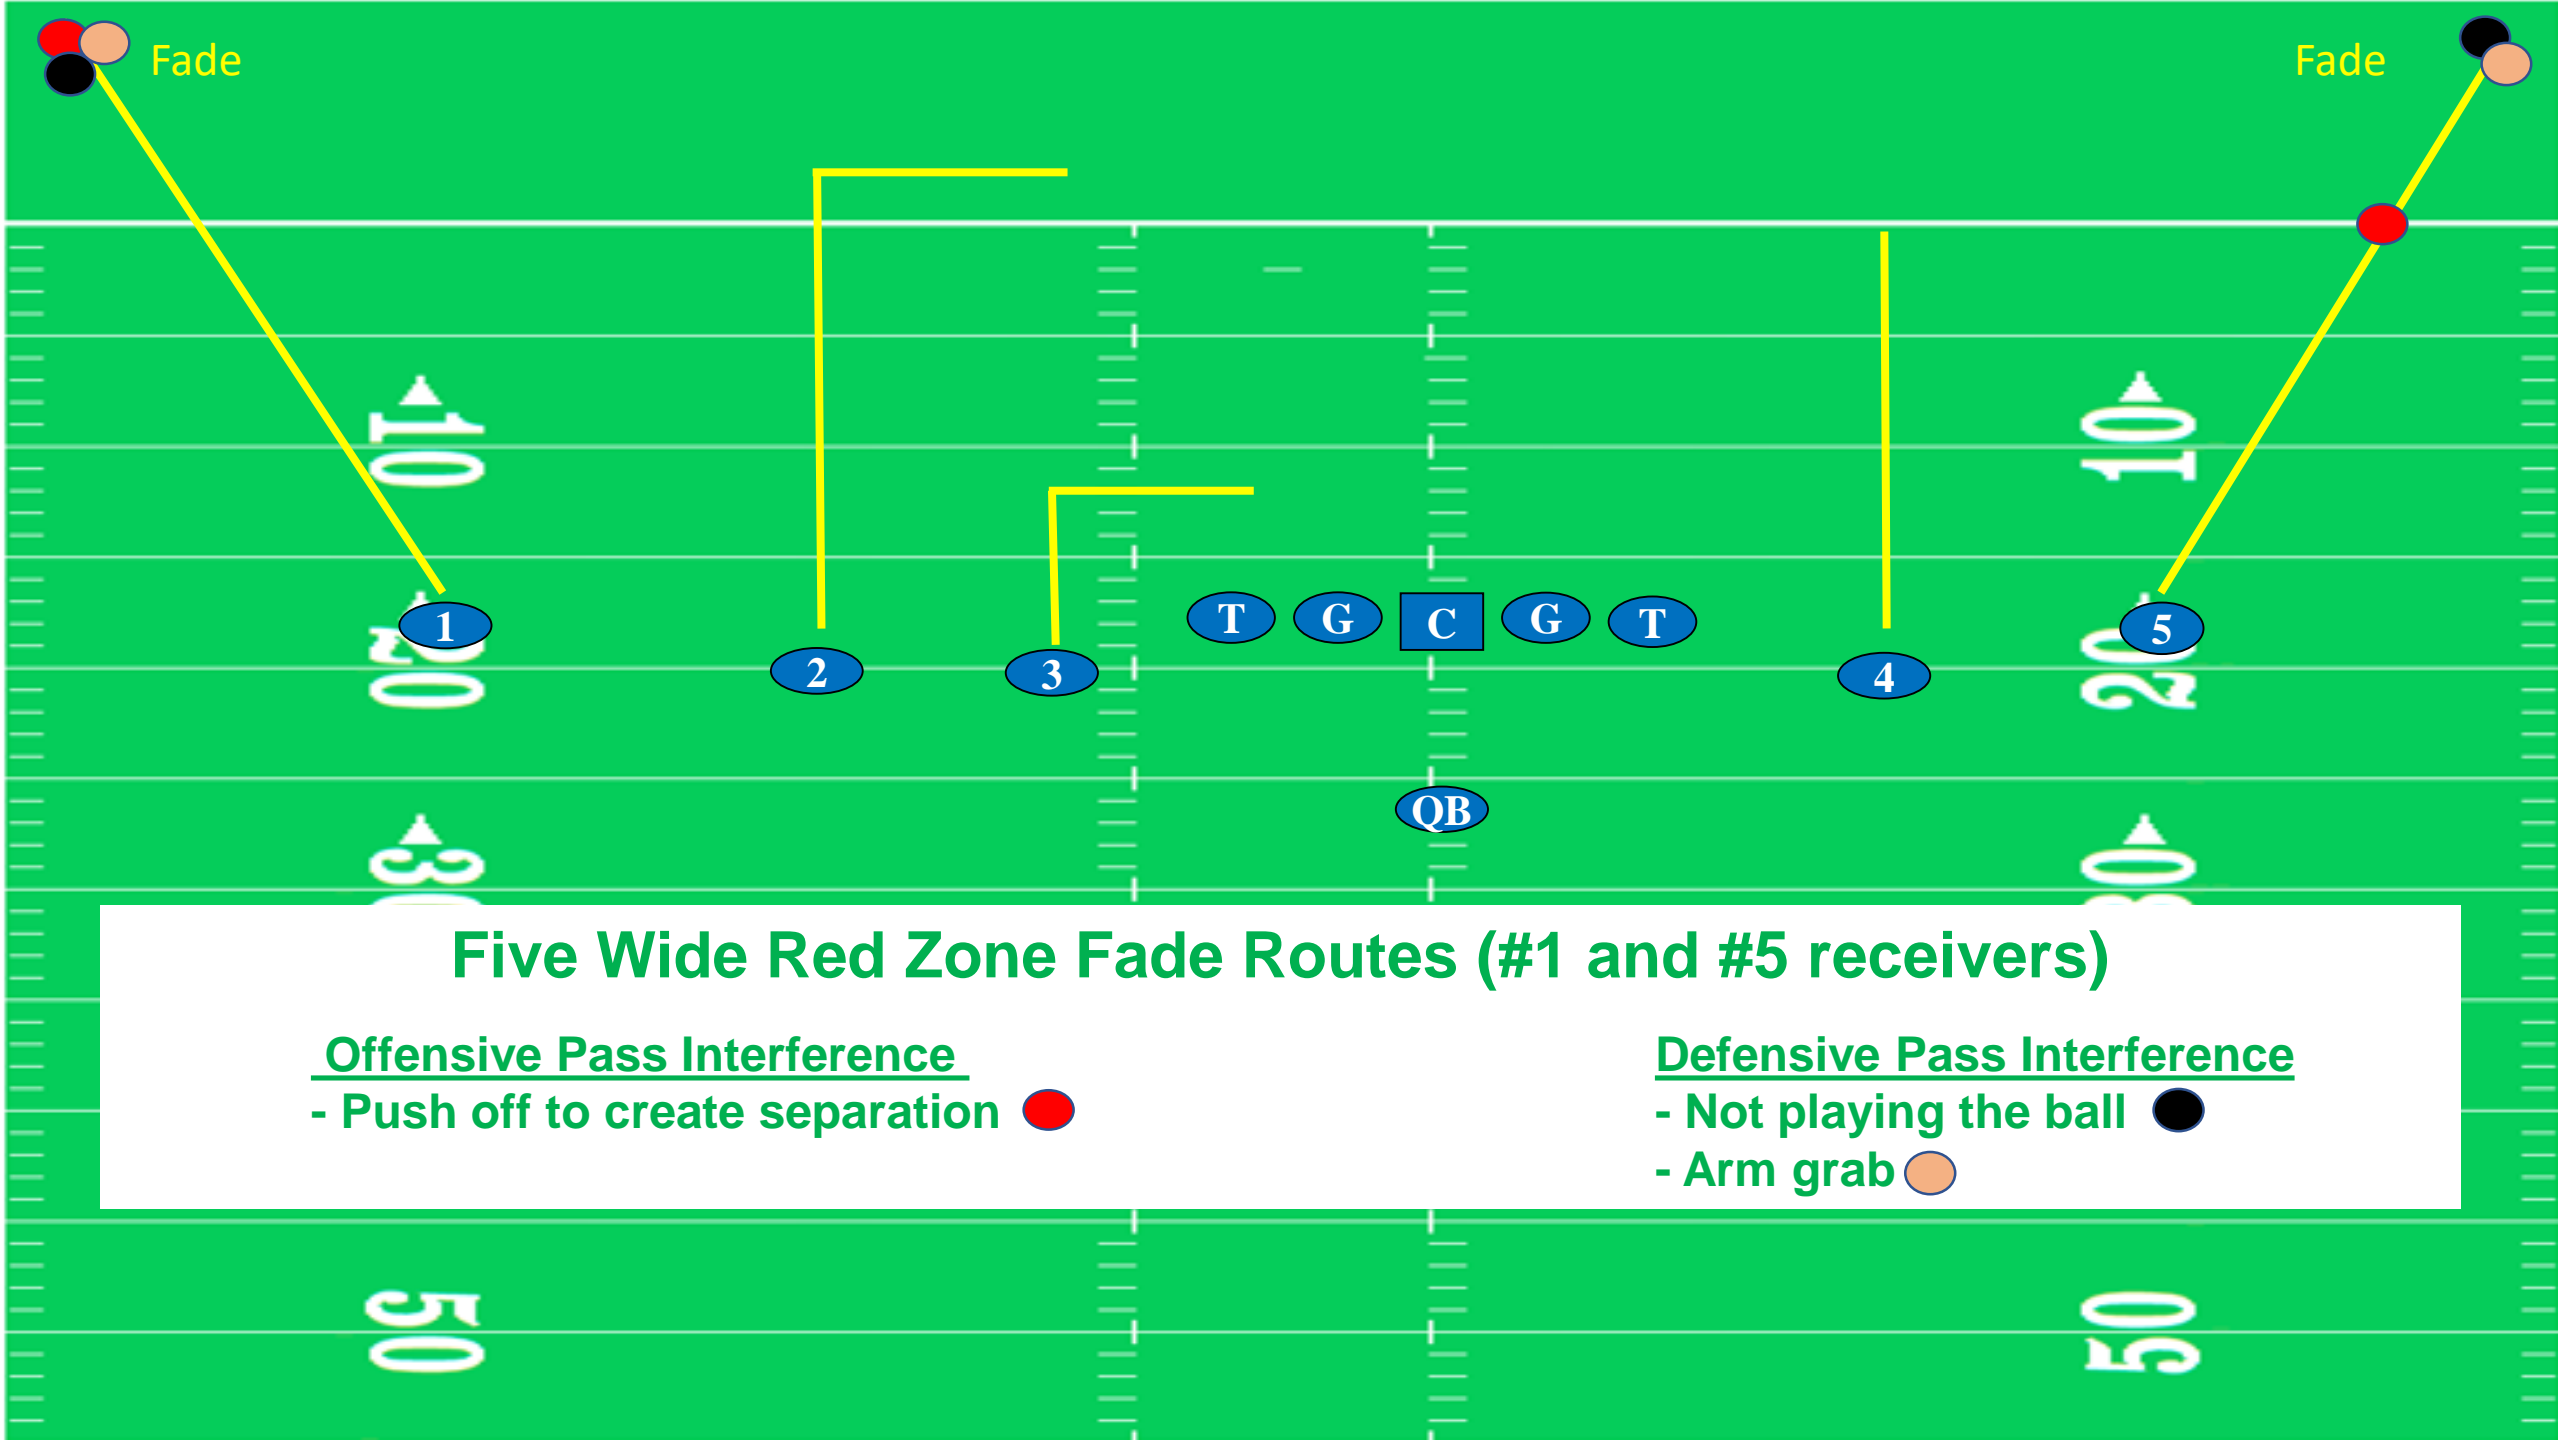 Fade Fade
10 10
1 2 3 T G C G T 4 5
20 20
QB
30 30
Five Wide Red Zone Fade Routes (#1 and #5 receivers)
Offensive Pass Interference
- Push off to create separation
Defensive Pass Interference
- Not playing the ball
- Arm grab
50 50